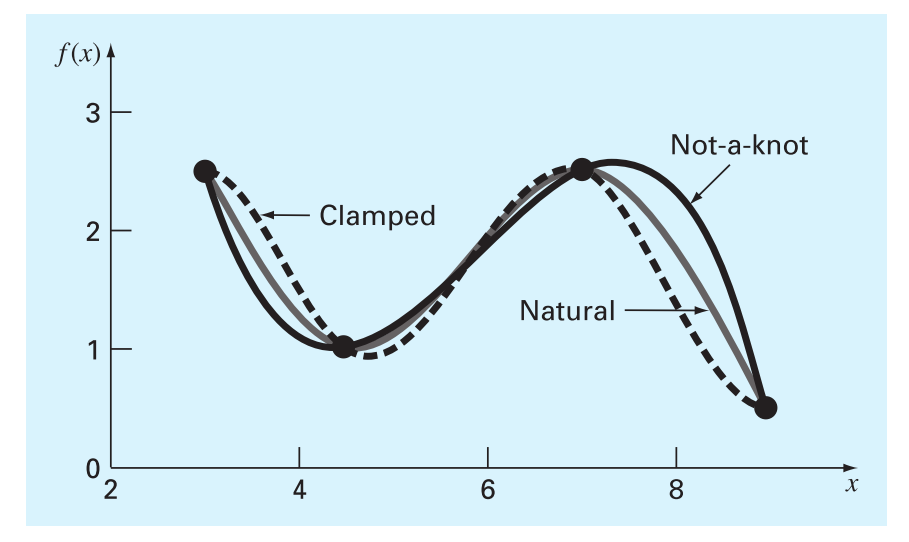 f(x)
3
Not-a-knot
Clamped
2
Natural
1
0
2 4 6 8 x